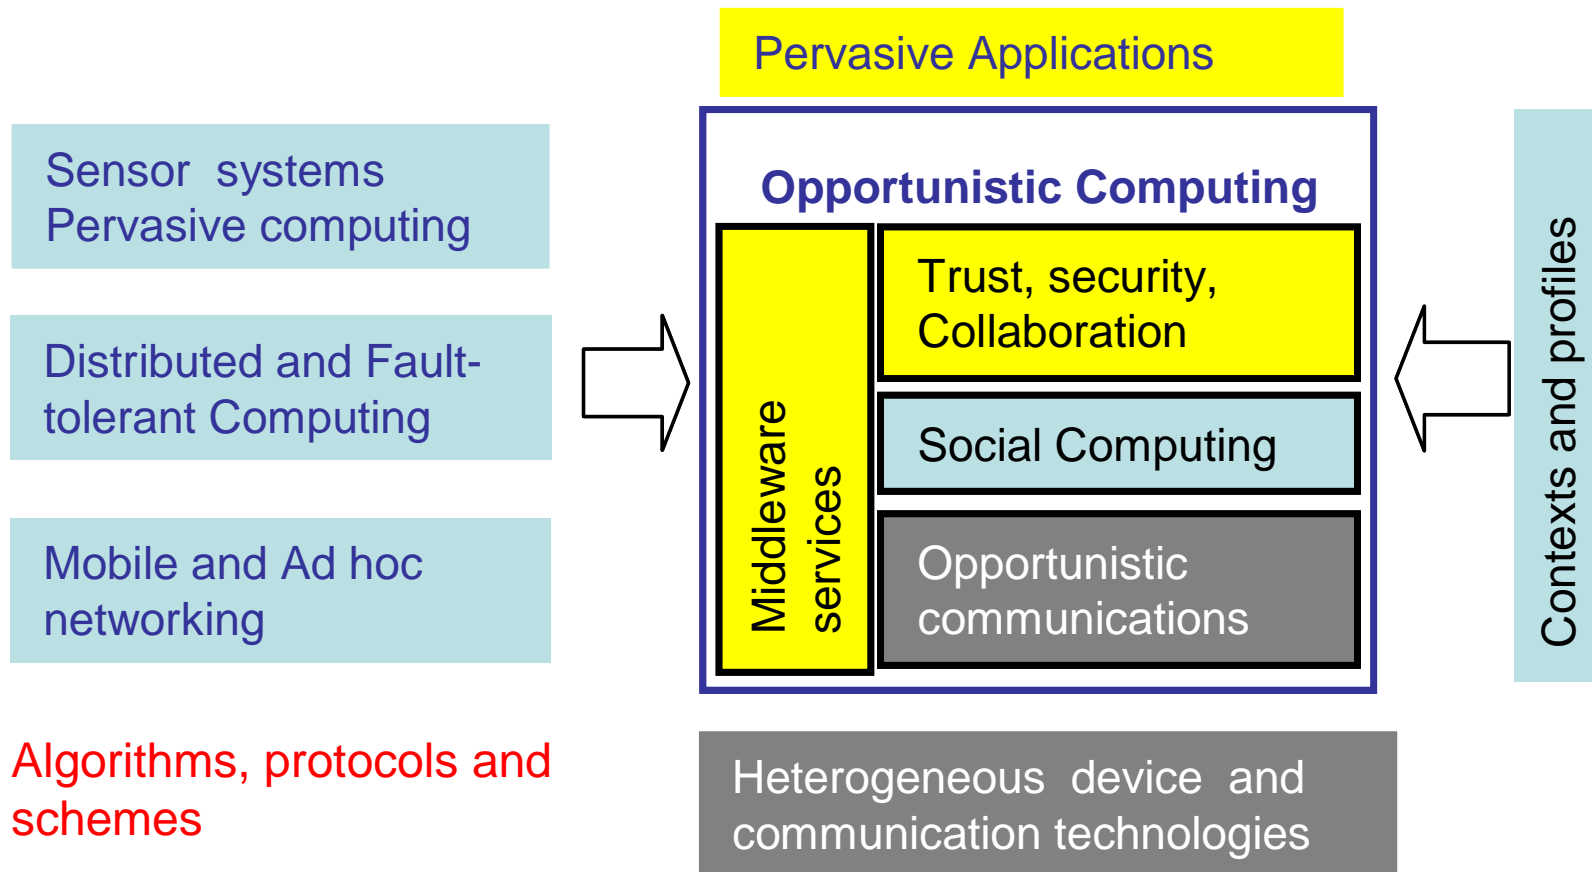 Pervasive Applications
Sensor systems
Pervasive computing
Distributed and Fault-
tolerant Computing
Mobile and Ad hoc
networking
Algorithms, protocols and
schemes
Opportunistic Computing
Middleware
services
Trust, security,
Collaboration
Social Computing
Opportunistic
communications
Heterogeneous device and
communication technologies
Contexts and profiles